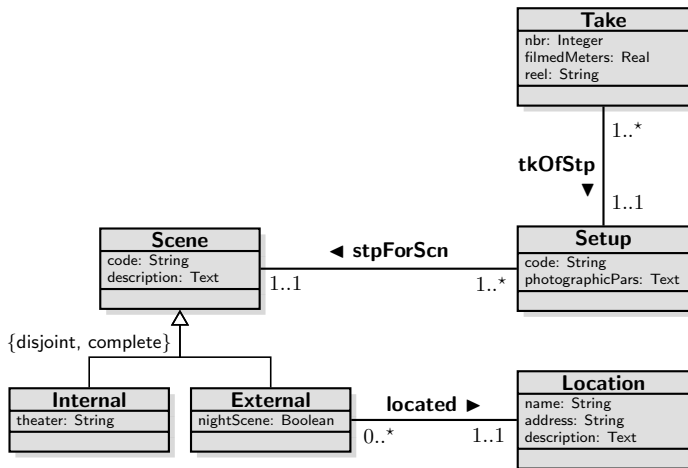 Take
nbr: Integer
filmedMeters: Real
reel: String
1..*
tkOfStp ▼
1..1
Scene
code: String
description: Text
◄ stpForScn
1..1
1..*
Setup
code: String
photographicPars: Text
{disjoint, complete}
Internal
theater: String
External
nightScene: Boolean
located ►
0..*
1..1
Location
name: String
address: String
description: Text